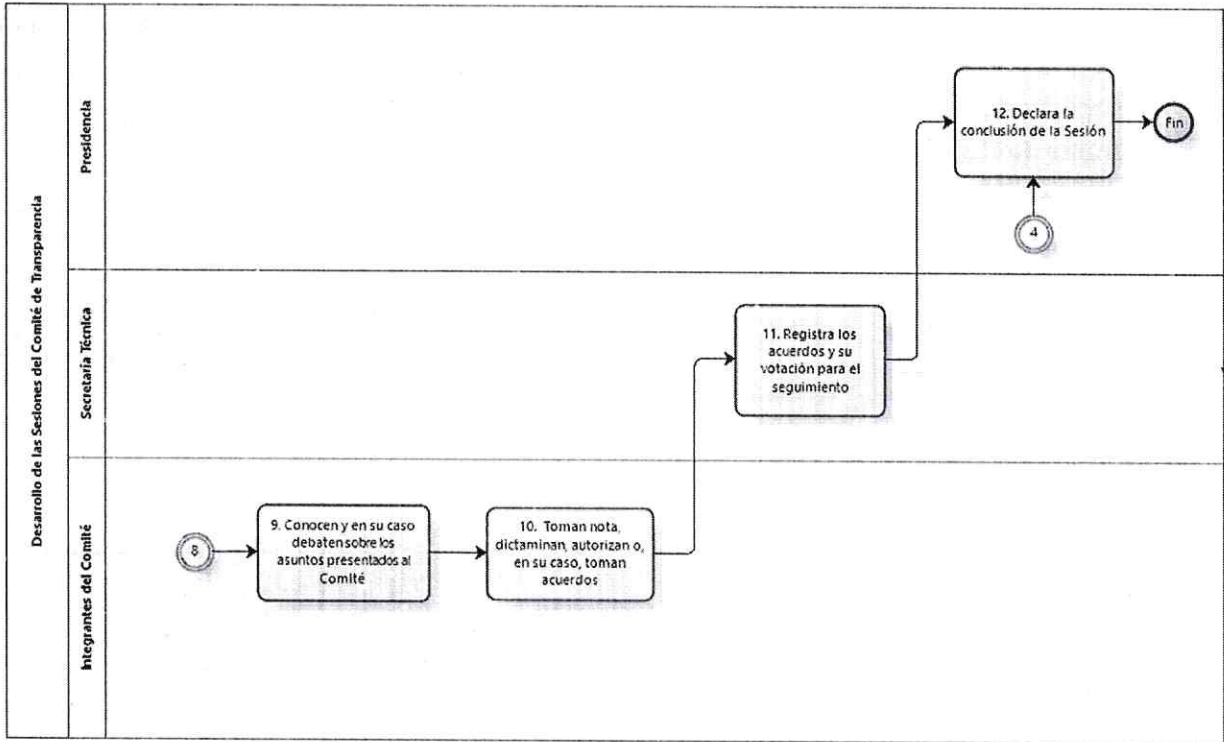 Desarrollo de las Sesiones del Comité de Transparencia
Presidencia
12. Declara la
conclusión de la Sesión
Fin
4
Secretaría Técnica
11. Registra los
acuerdos y su
votación para el
seguimiento
Integrantes del Comité
8
9. Conocen y en su caso
debaten sobre los
asuntos presentados al
Comité
10. Toman nota,
dictaminan, autorizan o,
en su caso, toman
acuerdos